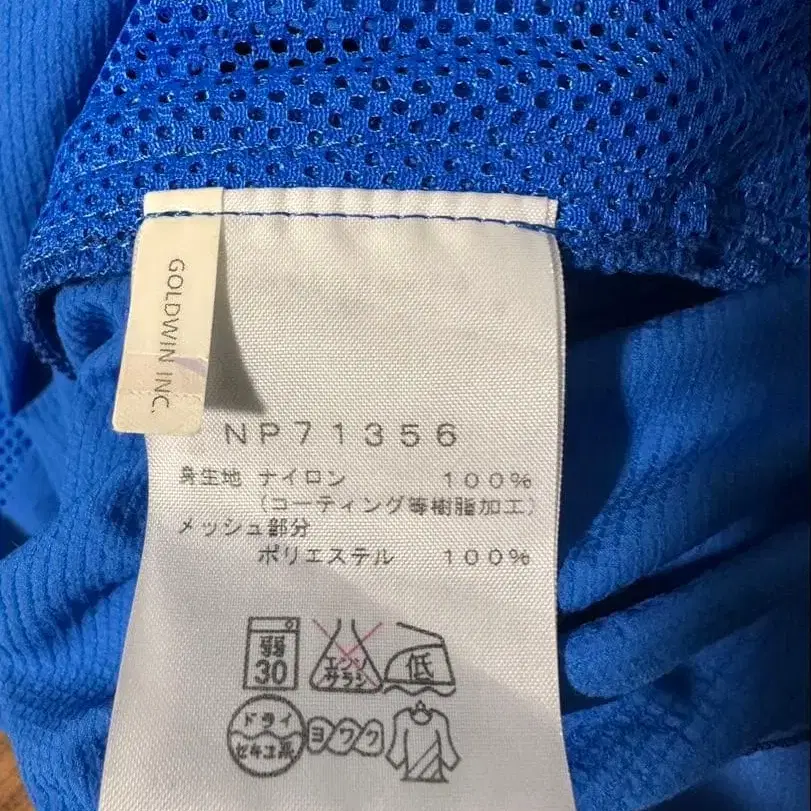 GOLDWIN INC.
NP71356
身生地 ナイロン 100%
(コーティング等樹脂加工)
メッシュ部分
ポリエステル 100%
弱
30
エンソ
サラシ
低
ドライ
セキユ系
ヨワク